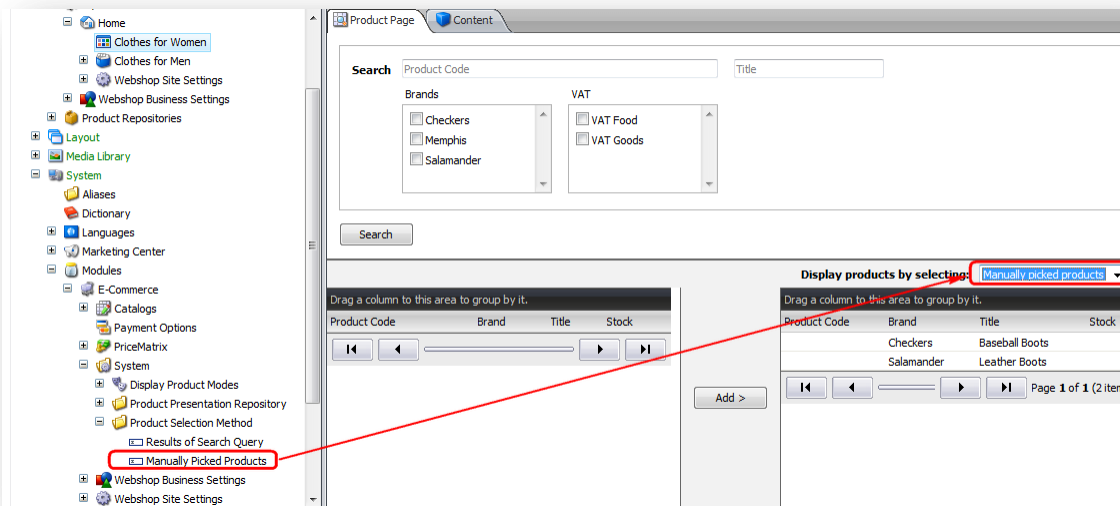 Home
Clothes for Women
Clothes for Men
Webshop Site Settings
Webshop Business Settings
Product Repositories
Layout
Media Library
System
Aliases
Dictionary
Languages
Marketing Center
Modules
E-Commerce
Catalogs
Payment Options
PriceMatrix
System
Display Product Modes
Product Presentation Repository
Product Selection Method
Results of Search Query
Manually Picked Products
Webshop Business Settings
Webshop Site Settings
Product Page
Content
Search Product Code Title
Brands VAT
Checkers VAT Food
Memphis VAT Goods
Salamander
Search
Display products by selecting: Manually picked products
Drag a column to this area to group by it.
Product Code Brand Title Stock
Add >
Drag a column to this area to group by it.
Product Code Brand Title Stock
Checkers Baseball Boots
Salamander Leather Boots
Page 1 of 1 (2 iter